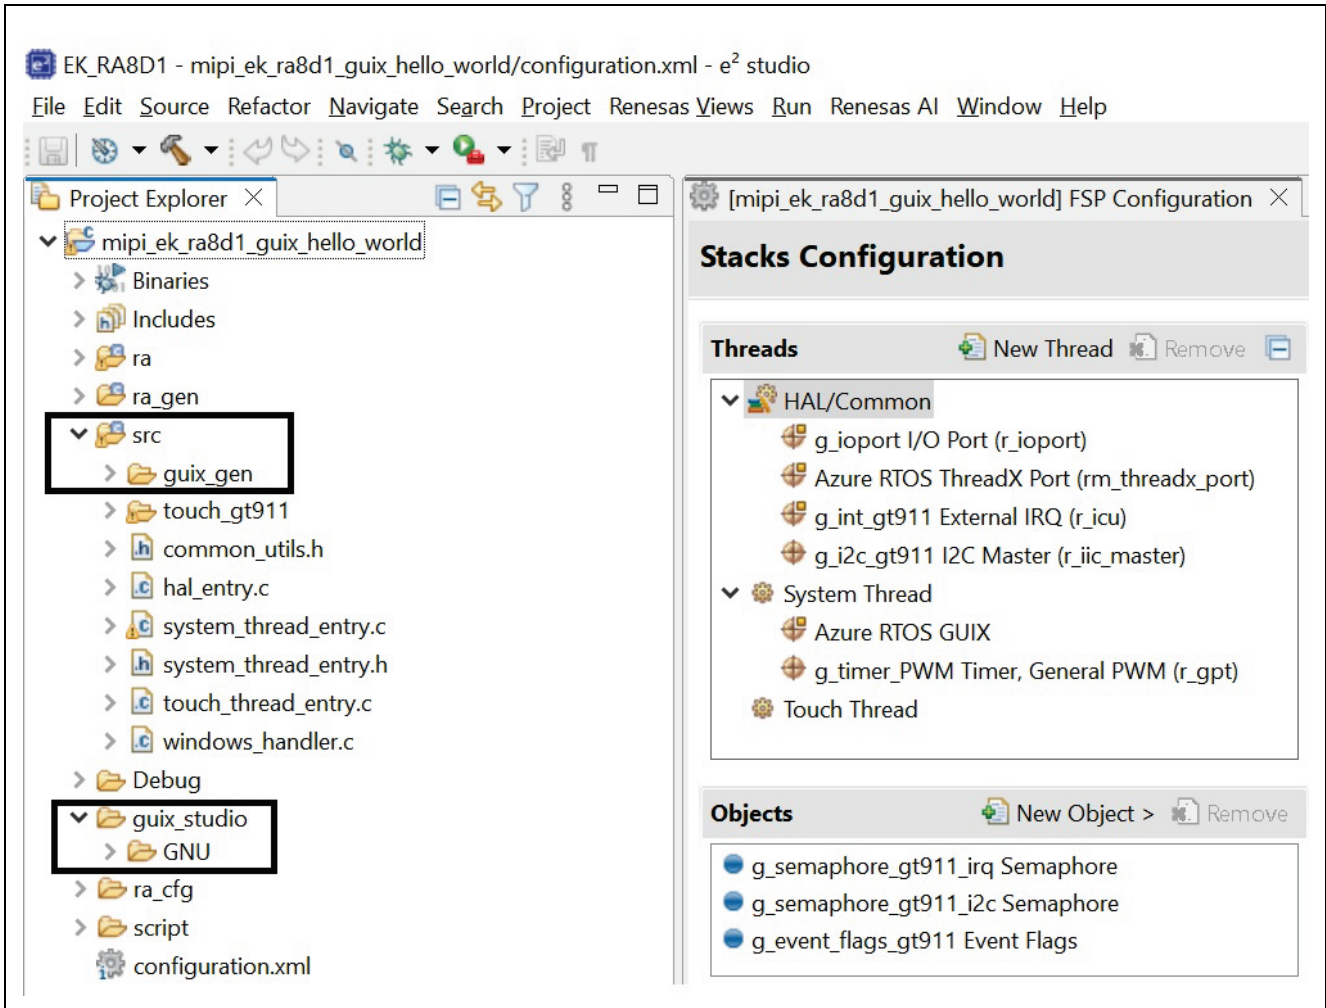 EK_RA8D1 - mipi_ek_ra8d1_guix_hello_world/configuration.xml - e² studio
File Edit Source Refactor Navigate Search Project Renesas Views Run Renesas AI Window Help
Project Explorer
mipi_ek_ra8d1_guix_hello_world
Binaries
Includes
ra
ra_gen
src
guix_gen
touch_gt911
common_utils.h
hal_entry.c
system_thread_entry.c
system_thread_entry.h
touch_thread_entry.c
windows_handler.c
Debug
guix_studio
GNU
ra_cfg
script
configuration.xml
[mipi_ek_ra8d1_guix_hello_world] FSP Configuration
Stacks Configuration
Threads New Thread Remove
HAL/Common
g_ioport I/O Port (r_ioport)
Azure RTOS ThreadX Port (rm_threadx_port)
g_int_gt911 External IRQ (r_icu)
g_i2c_gt911 I2C Master (r_iic_master)
System Thread
Azure RTOS GUIX
g_timer_PWM Timer, General PWM (r_gpt)
Touch Thread
Objects New Object > Remove
g_semaphore_gt911_irq Semaphore
g_semaphore_gt911_i2c Semaphore
g_event_flags_gt911 Event Flags